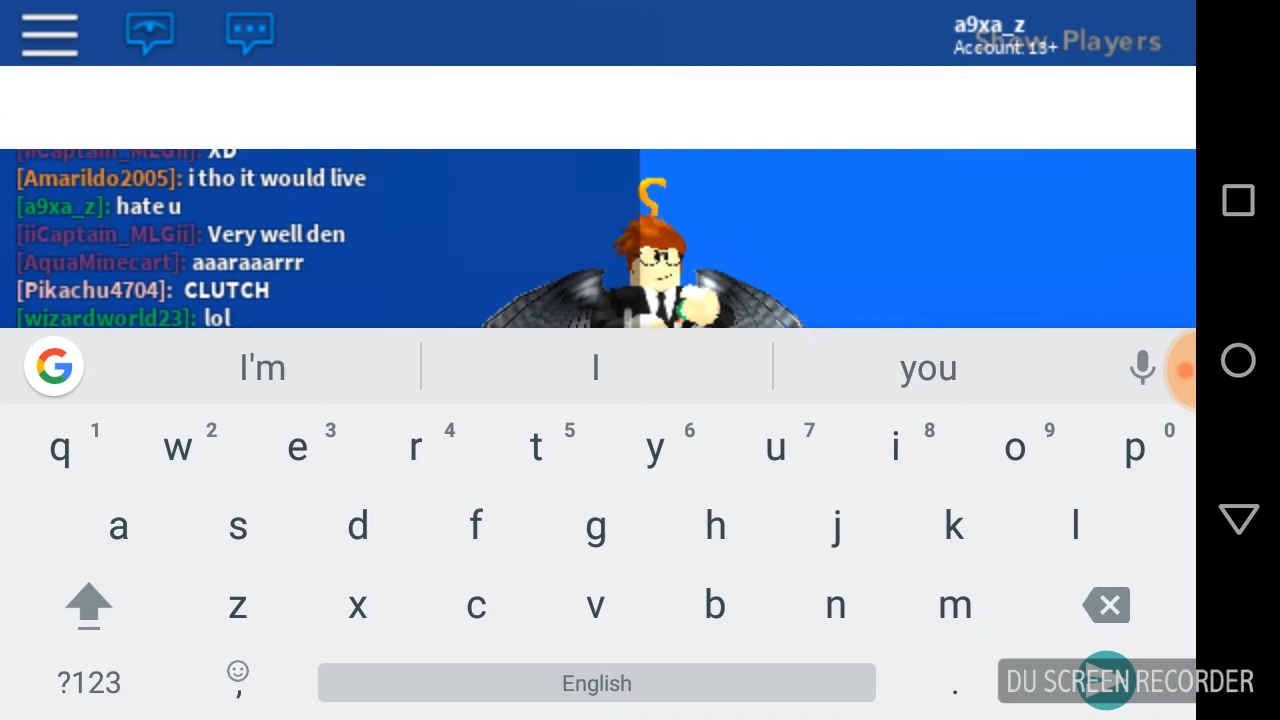 a9xa_z
Show Players
Account: 13+
[iiCaptain_MLGii]: XD
[Amarildo2005]: i tho it would live
[a9xa_z]: hate u
[iiCaptain_MLGii]: Very well den
[AquaMinecart]: aaaraaarrr
[Pikachu4704]: CLUTCH
[wizardworld23]: lol
G I'm I you
q 1 w 2 e 3 r 4 t 5 y 6 u 7 i 8 o 9 p 0
a s d f g h j k l
z x c v b n m
?123 , English . DU SCREEN RECORDER